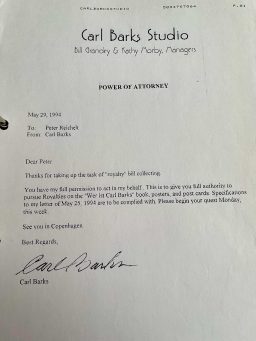 CARLBARKSSTUDIO 5034767064 P.01
Carl Barks Studio
Bill Grandey & Kathy Morby, Managers
POWER OF ATTORNEY
May 29, 1994
To: Peter Reichelt
From: Carl Barks
Dear Peter
Thanks for taking up the task of "royalty" bill collecting.
You have my full permission to act in my behalf. This is to give you full authority to
pursue Royalties on the "Wer ist Carl Barks" book, posters, and post cards. Specifications
to my letter of May 25, 1994 are to be complied with. Please begin your quest Monday,
this week.
See you in Copenhagen.
Best Regards,
Carl Barks
Carl Barks